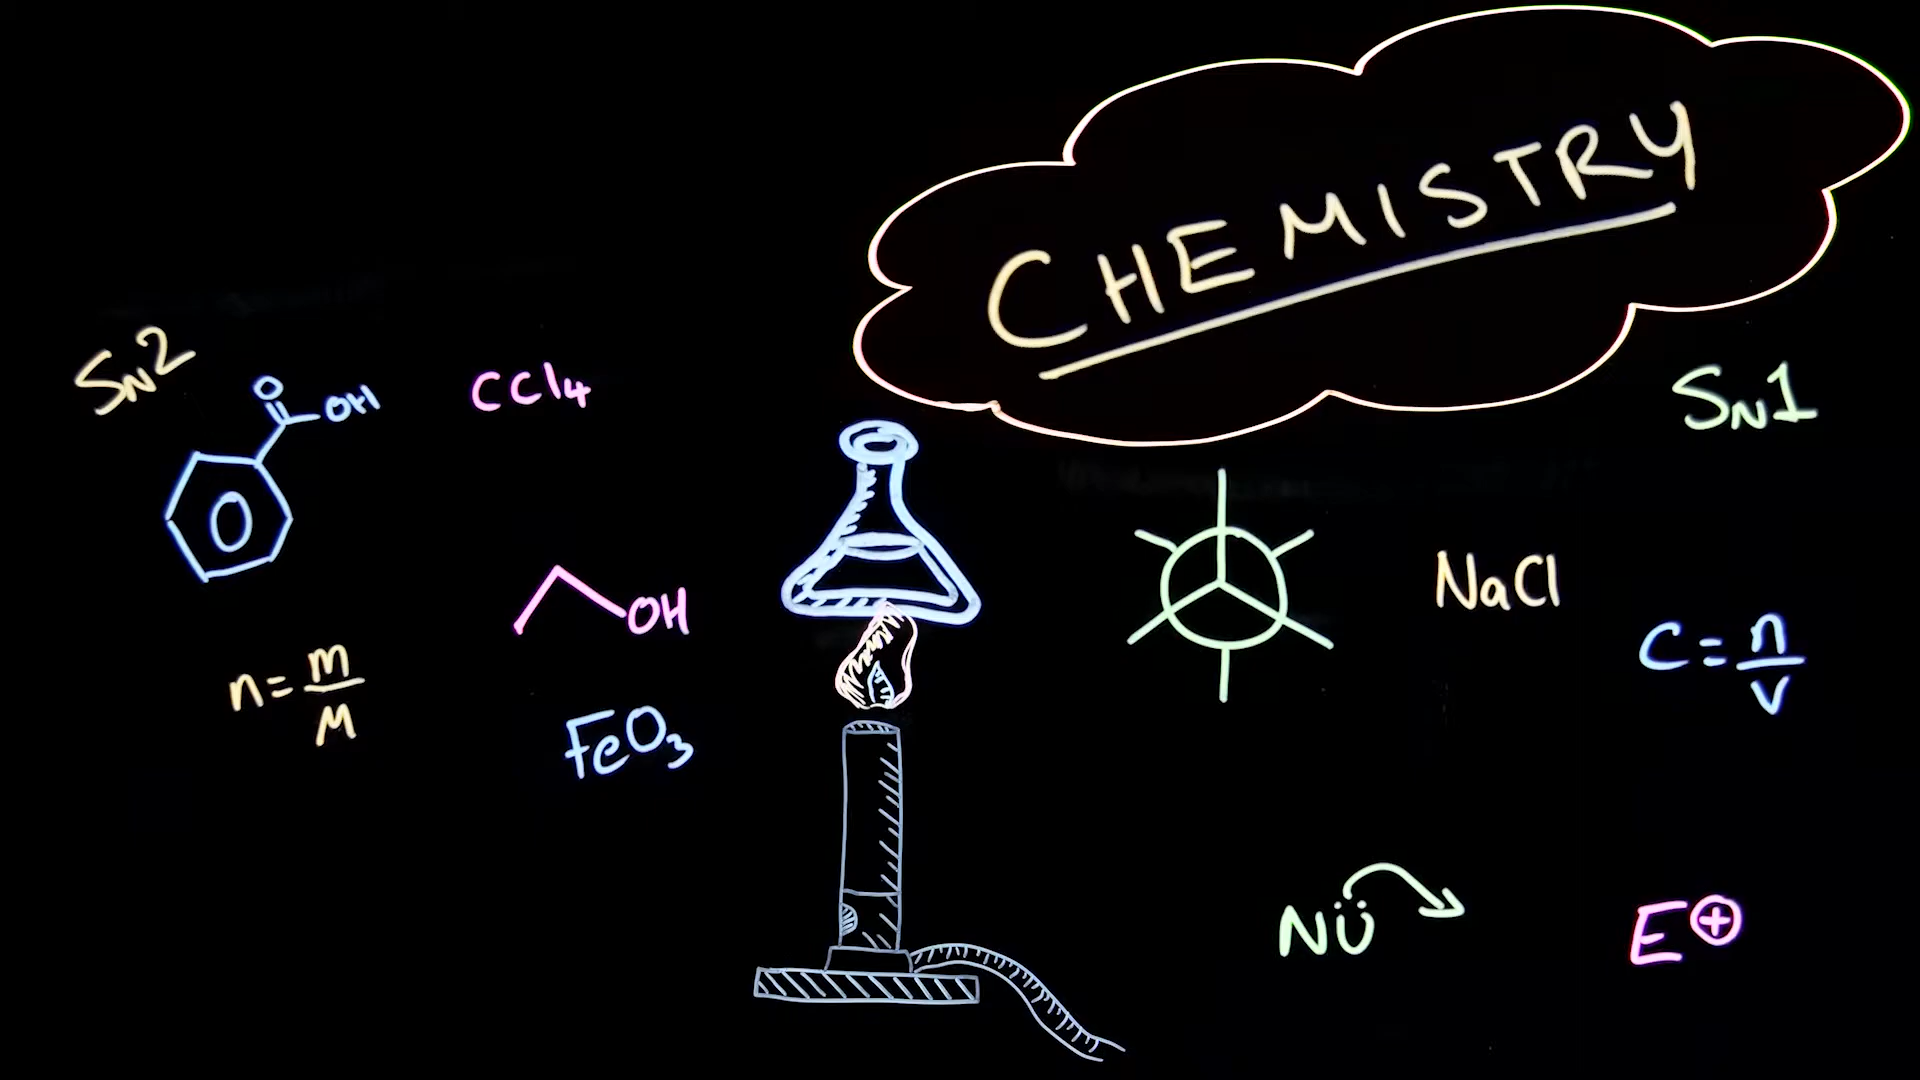 CHEMISTRY
SN2
O
OH
CCl4
SN1
OH
NaCl
n = m/M
C = n/V
FeO3
Nü
E⊕